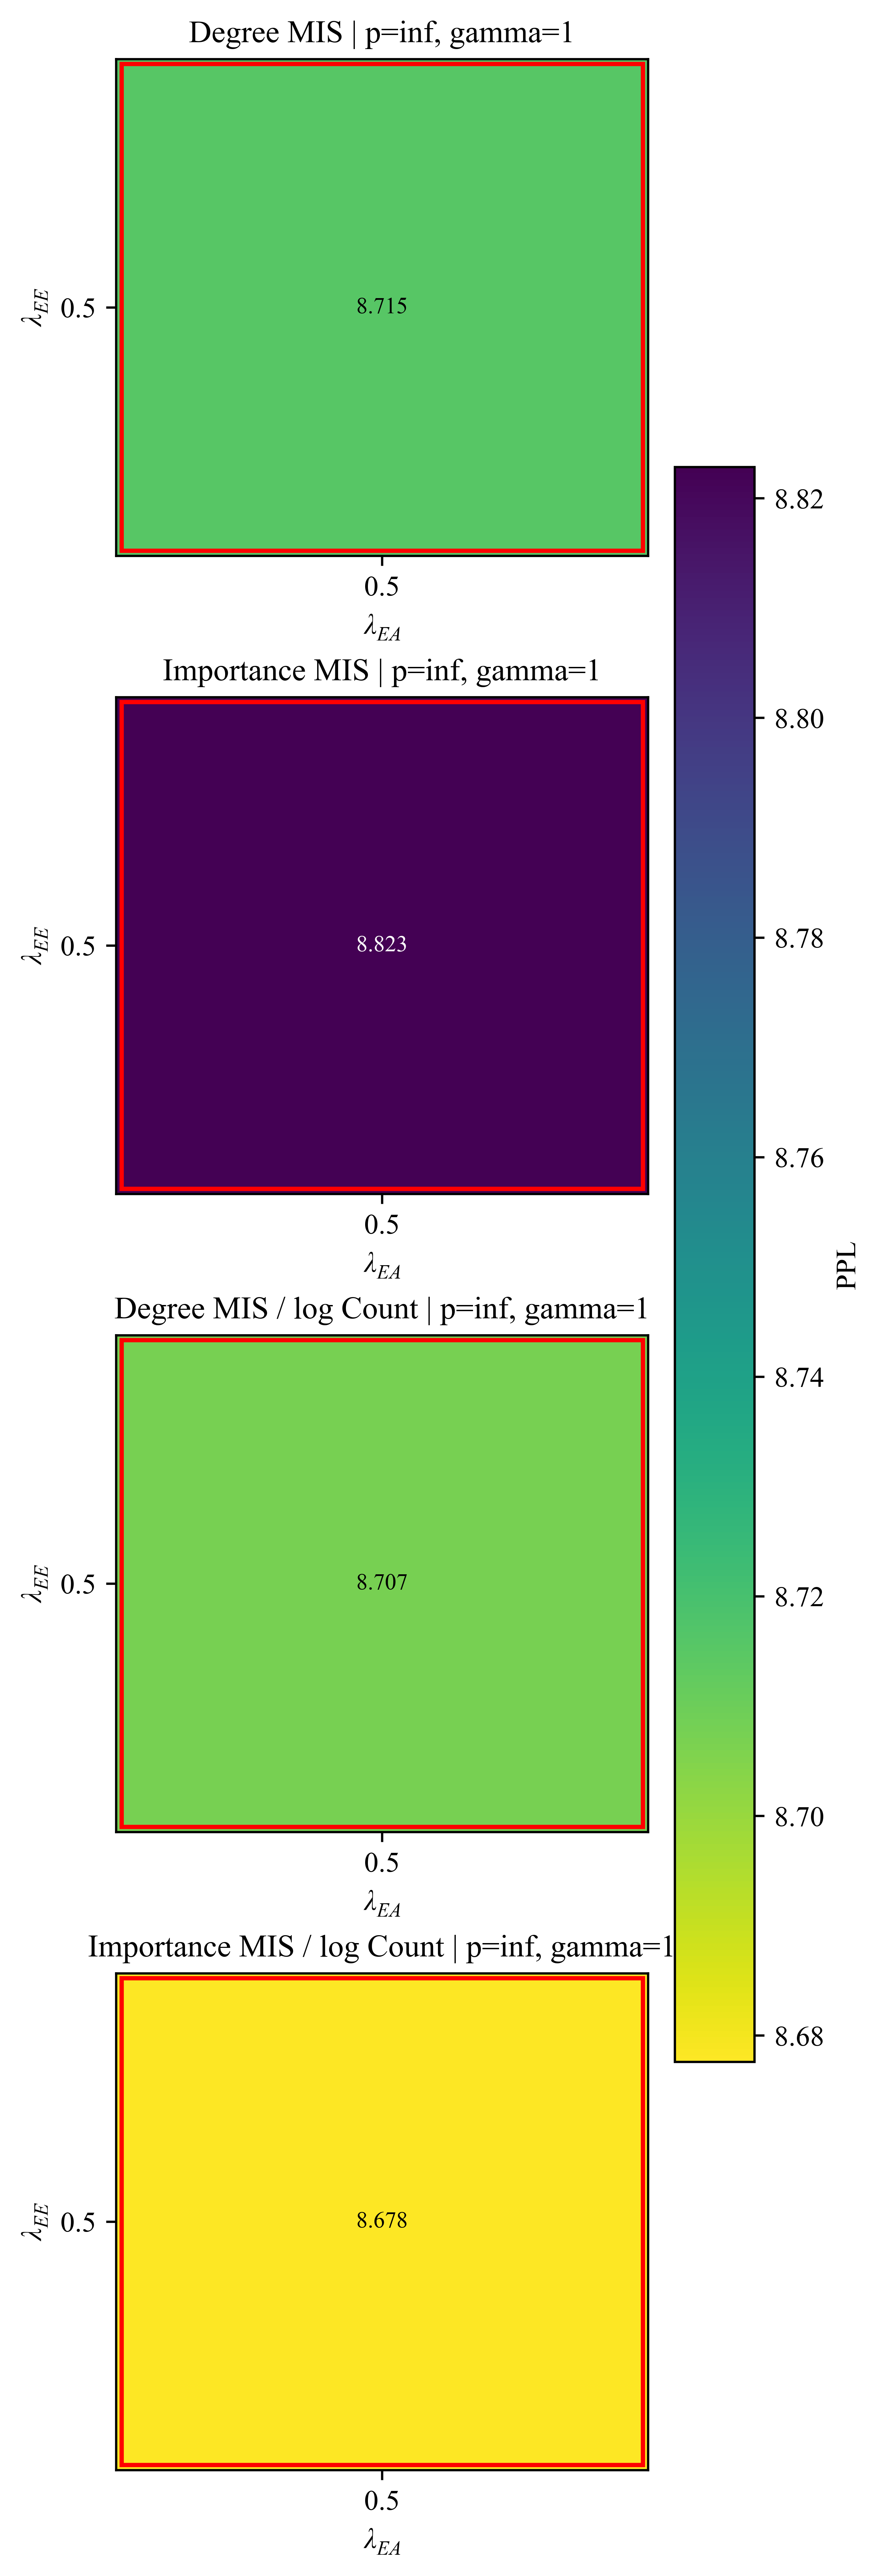 Degree MIS | p=inf, gamma=1
λEE
0.5
8.715
0.5
λEA
Importance MIS | p=inf, gamma=1
λEE
0.5
8.823
0.5
λEA
Degree MIS / log Count | p=inf, gamma=1
λEE
0.5
8.707
0.5
λEA
Importance MIS / log Count | p=inf, gamma=1
λEE
0.5
8.678
0.5
λEA
8.82
8.80
8.78
8.76
8.74
8.72
8.70
8.68
PPL